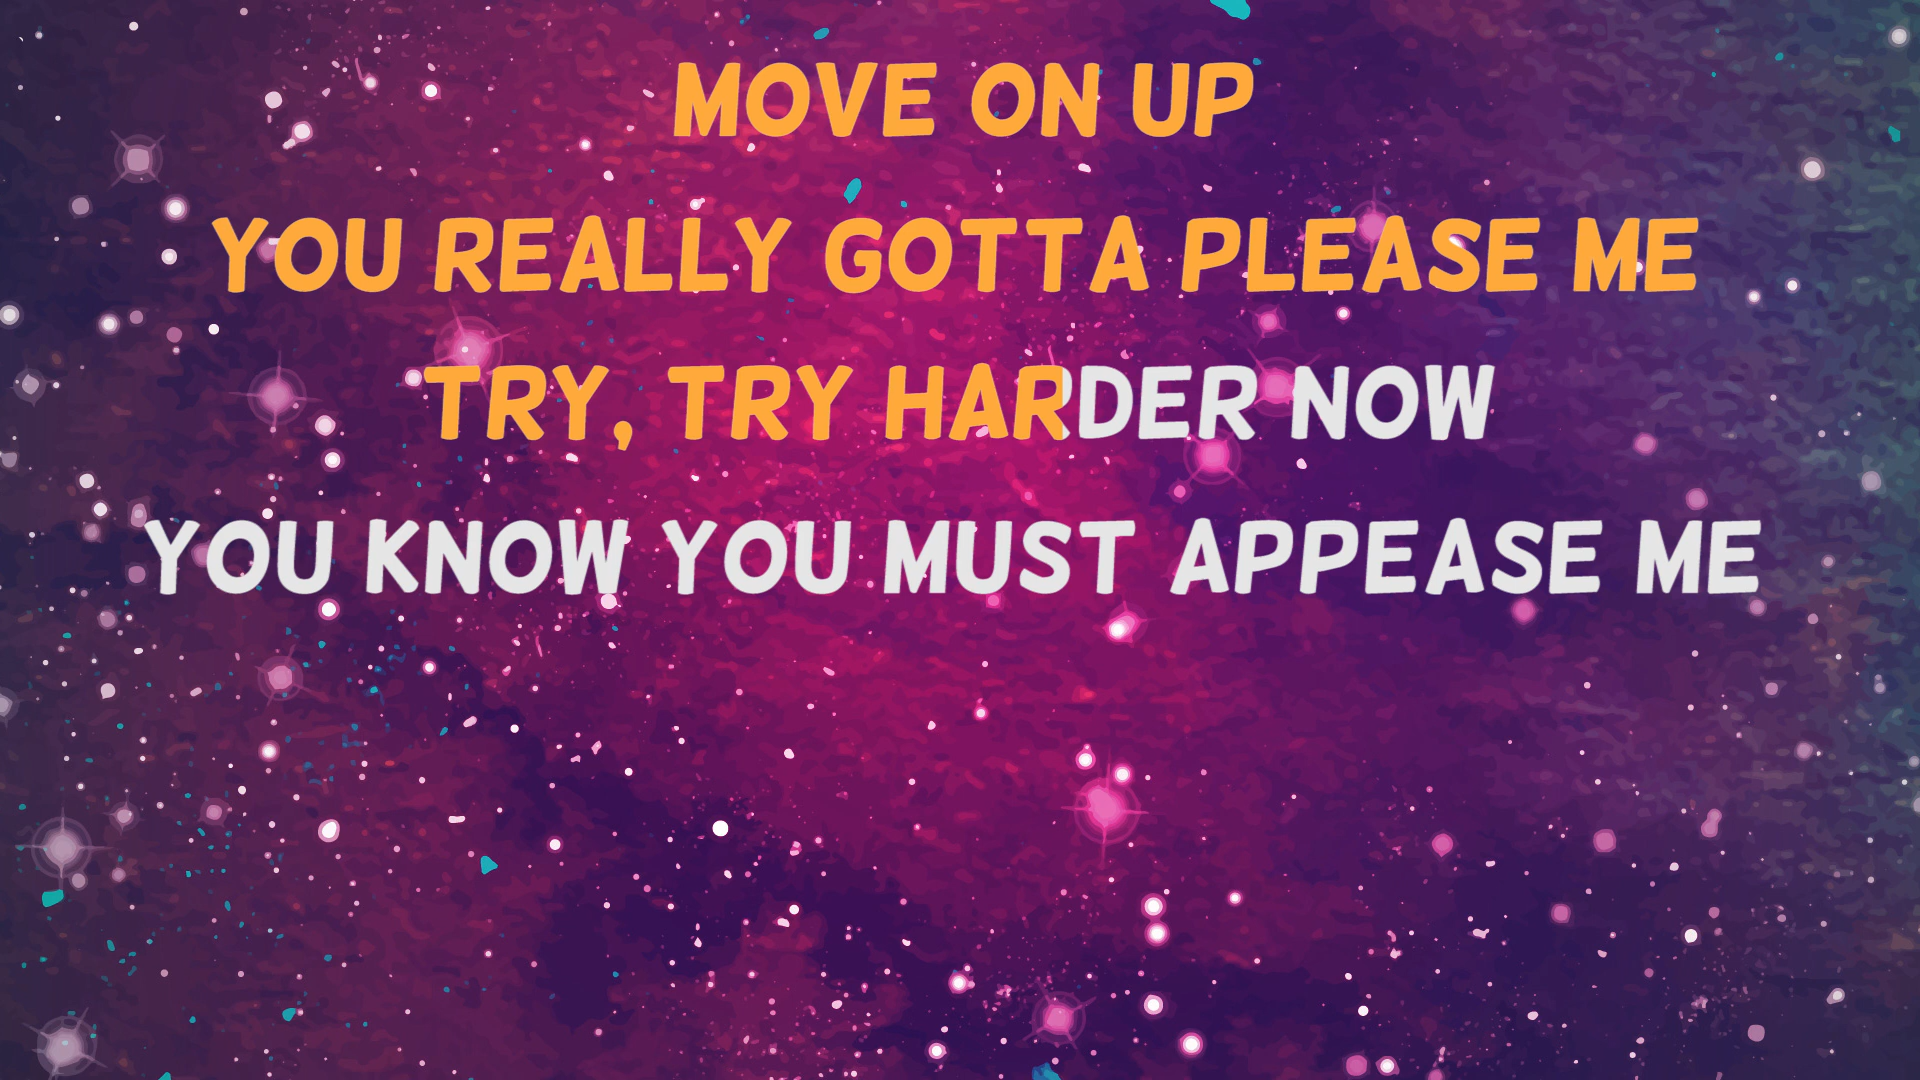 MOVE ON UP
YOU REALLY GOTTA PLEASE ME
TRY, TRY HARDER NOW
YOU KNOW YOU MUST APPEASE ME